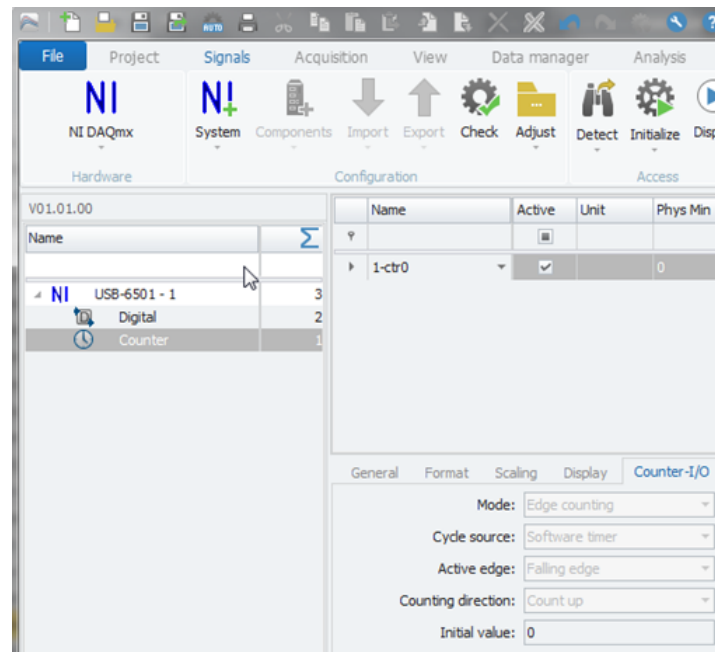 AUTO
?
File Project Signals Acquisition View Data manager Analysis
NI NI
NI DAQmx System Components Import Export Check Adjust Detect Initialize
Hardware Configuration Access
V01.01.00
Name Active Unit Phys Min
Name Σ
1-ctr0 0
NI USB-6501 - 1 3
Digital 2
Counter 1
General Format Scaling Display Counter-I/O
Mode: Edge counting
Cycle source: Software timer
Active edge: Falling edge
Counting direction: Count up
Initial value: 0